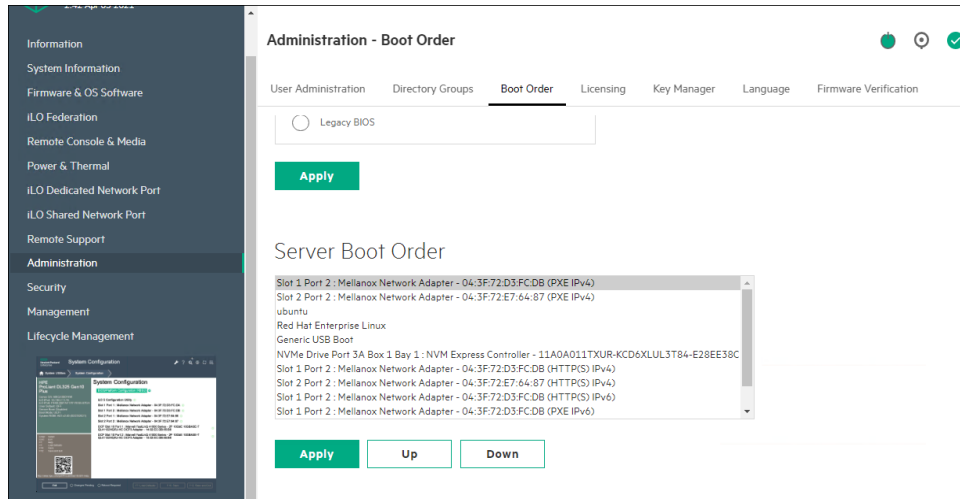 2.42 Apr 05 2021
Information
System Information
Firmware & OS Software
iLO Federation
Remote Console & Media
Power & Thermal
iLO Dedicated Network Port
iLO Shared Network Port
Remote Support
Administration
Security
Management
Lifecycle Management
System Configuration
System Configuration
Administration - Boot Order
User Administration Directory Groups Boot Order Licensing Key Manager Language Firmware Verification
Legacy BIOS
Apply
Server Boot Order
Slot 1 Port 2 : Mellanox Network Adapter - 04:3F:72:D3:FC:DB (PXE IPv4)
Slot 2 Port 2 : Mellanox Network Adapter - 04:3F:72:E7:64:87 (PXE IPv4)
ubuntu
Red Hat Enterprise Linux
Generic USB Boot
NVMe Drive Port 3A Box 1 Bay 1 : NVM Express Controller - 11A0A011TXUR-KCD6XLUL3T84-E28EE38C
Slot 1 Port 2 : Mellanox Network Adapter - 04:3F:72:D3:FC:DB (HTTP(S) IPv4)
Slot 2 Port 2 : Mellanox Network Adapter - 04:3F:72:E7:64:87 (HTTP(S) IPv4)
Slot 1 Port 2 : Mellanox Network Adapter - 04:3F:72:D3:FC:DB (HTTP(S) IPv6)
Slot 1 Port 2 : Mellanox Network Adapter - 04:3F:72:D3:FC:DB (PXE IPv6)
Apply Up Down